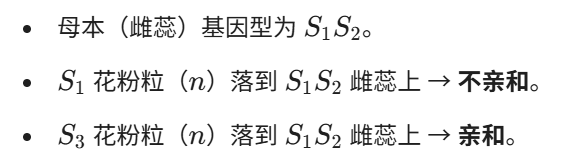 • 母本（雌蕊）基因型为 S₁S₂。
• S₁ 花粉粒（n）落到 S₁S₂ 雌蕊上 → 不亲和。
• S₃ 花粉粒（n）落到 S₁S₂ 雌蕊上 → 亲和。